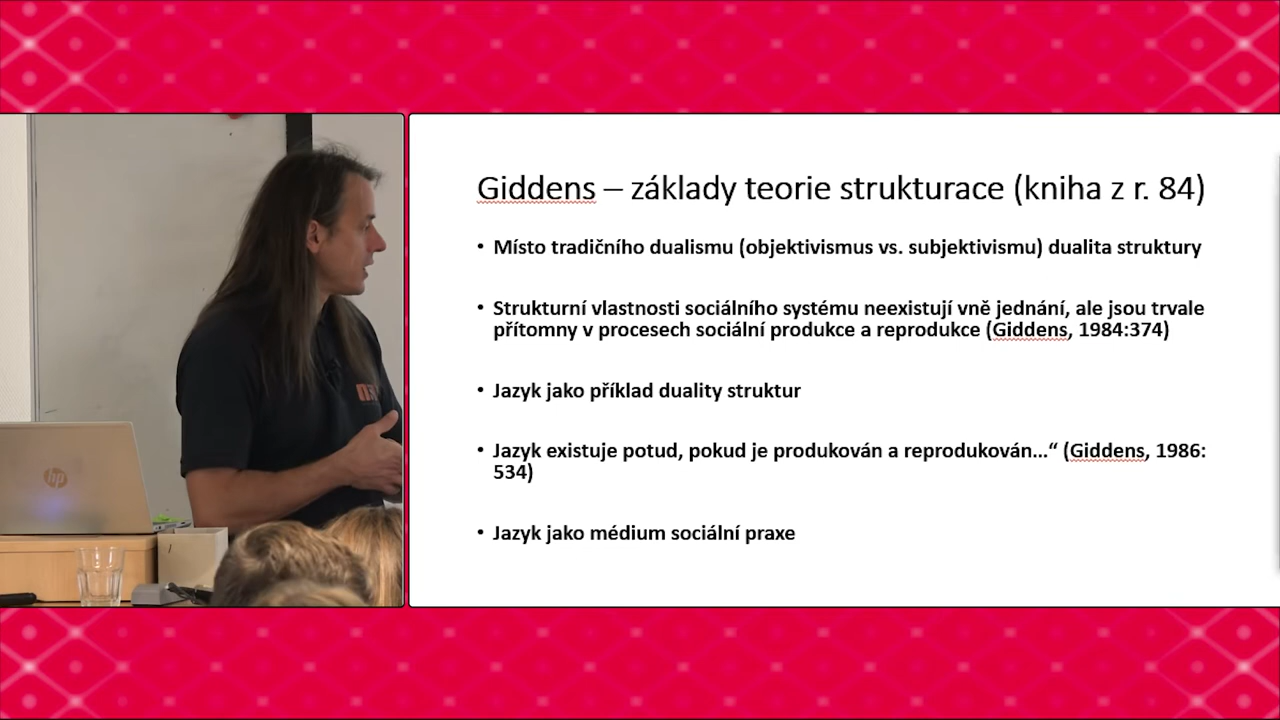 Giddens – základy teorie strukturace (kniha z r. 84)
• Místo tradičního dualismu (objektivismus vs. subjektivismu) dualita struktury
• Strukturní vlastnosti sociálního systému neexistují vně jednání, ale jsou trvale
přítomny v procesech sociální produkce a reprodukce (Giddens, 1984:374)
• Jazyk jako příklad duality struktur
• Jazyk existuje potud, pokud je produkován a reprodukován…“ (Giddens, 1986:
534)
• Jazyk jako médium sociální praxe
hp